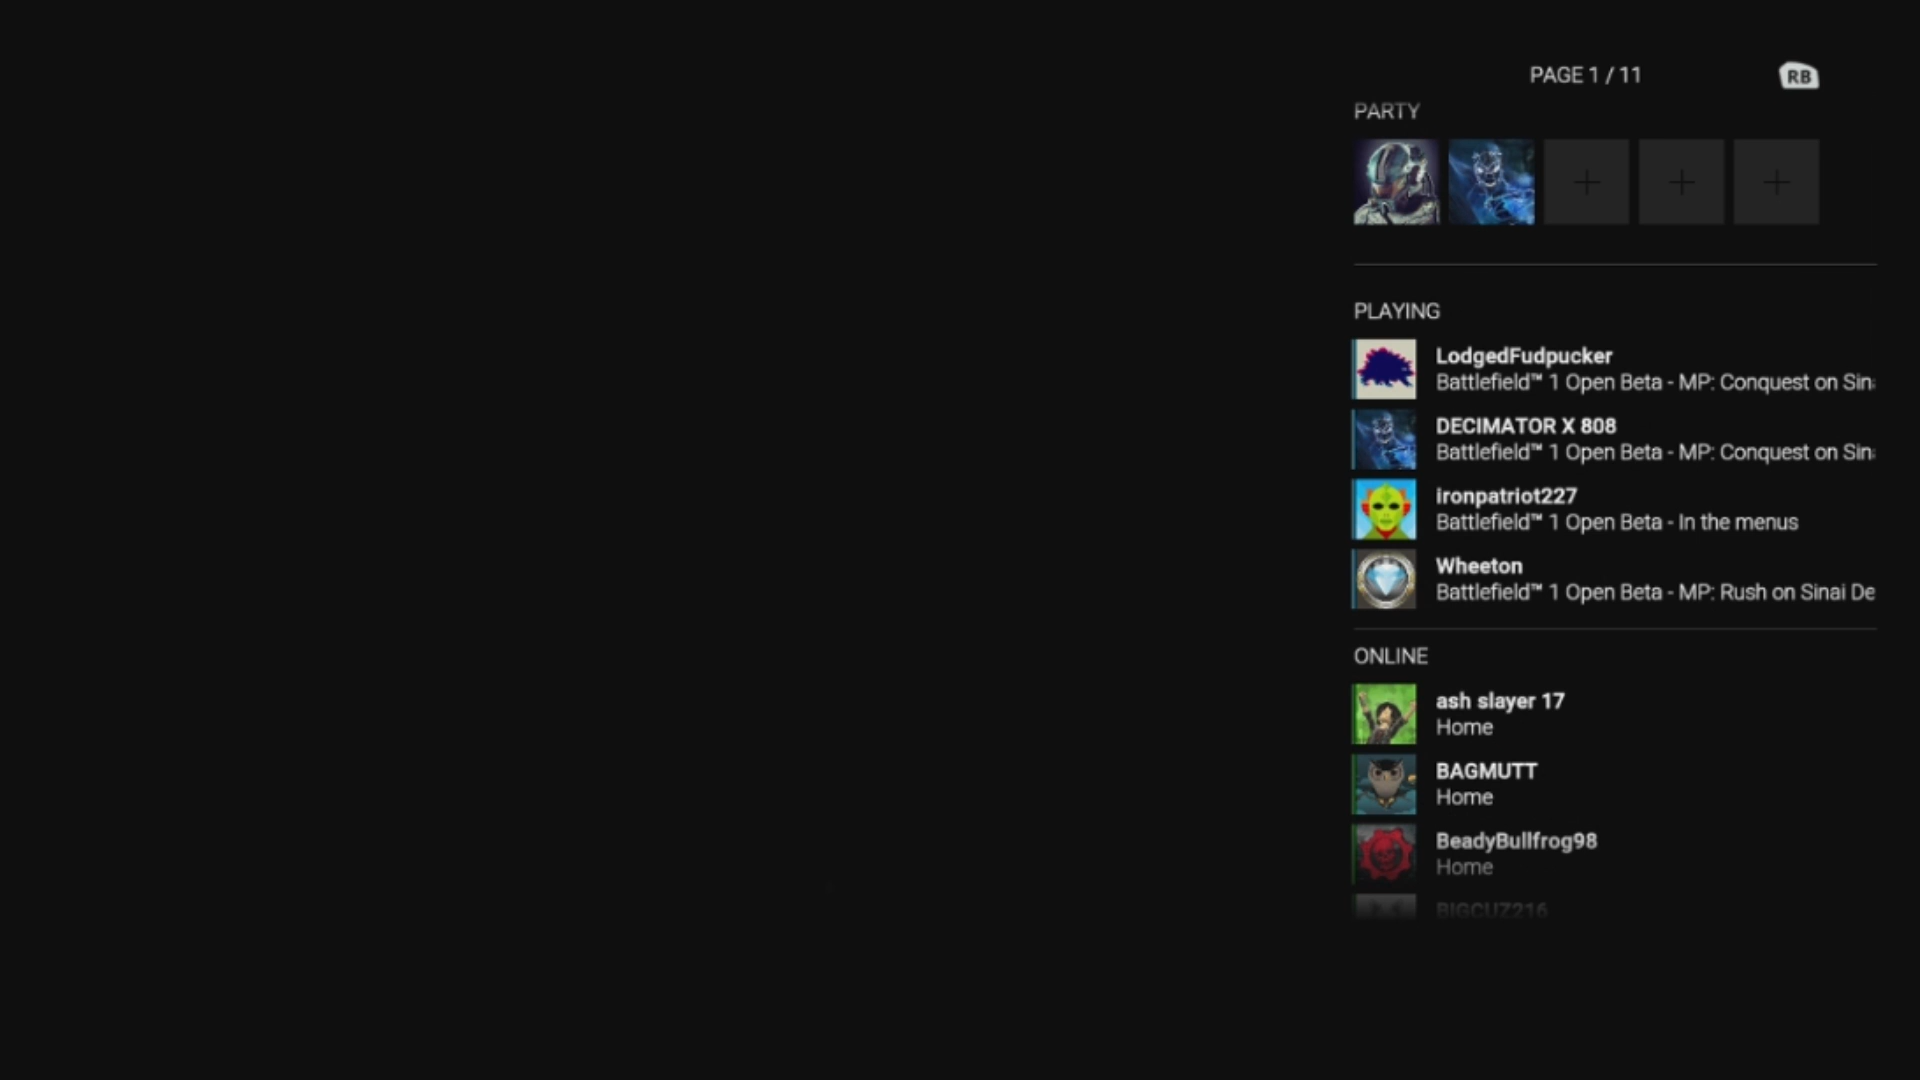 PAGE 1 / 11
RB
PARTY
PLAYING
LodgedFudpucker
Battlefield™ 1 Open Beta - MP: Conquest on Sin
DECIMATOR X 808
Battlefield™ 1 Open Beta - MP: Conquest on Sin
ironpatriot227
Battlefield™ 1 Open Beta - In the menus
Wheeton
Battlefield™ 1 Open Beta - MP: Rush on Sinai De
ONLINE
ash slayer 17
Home
BAGMUTT
Home
BeadyBullfrog98
Home
BIGCUZ216